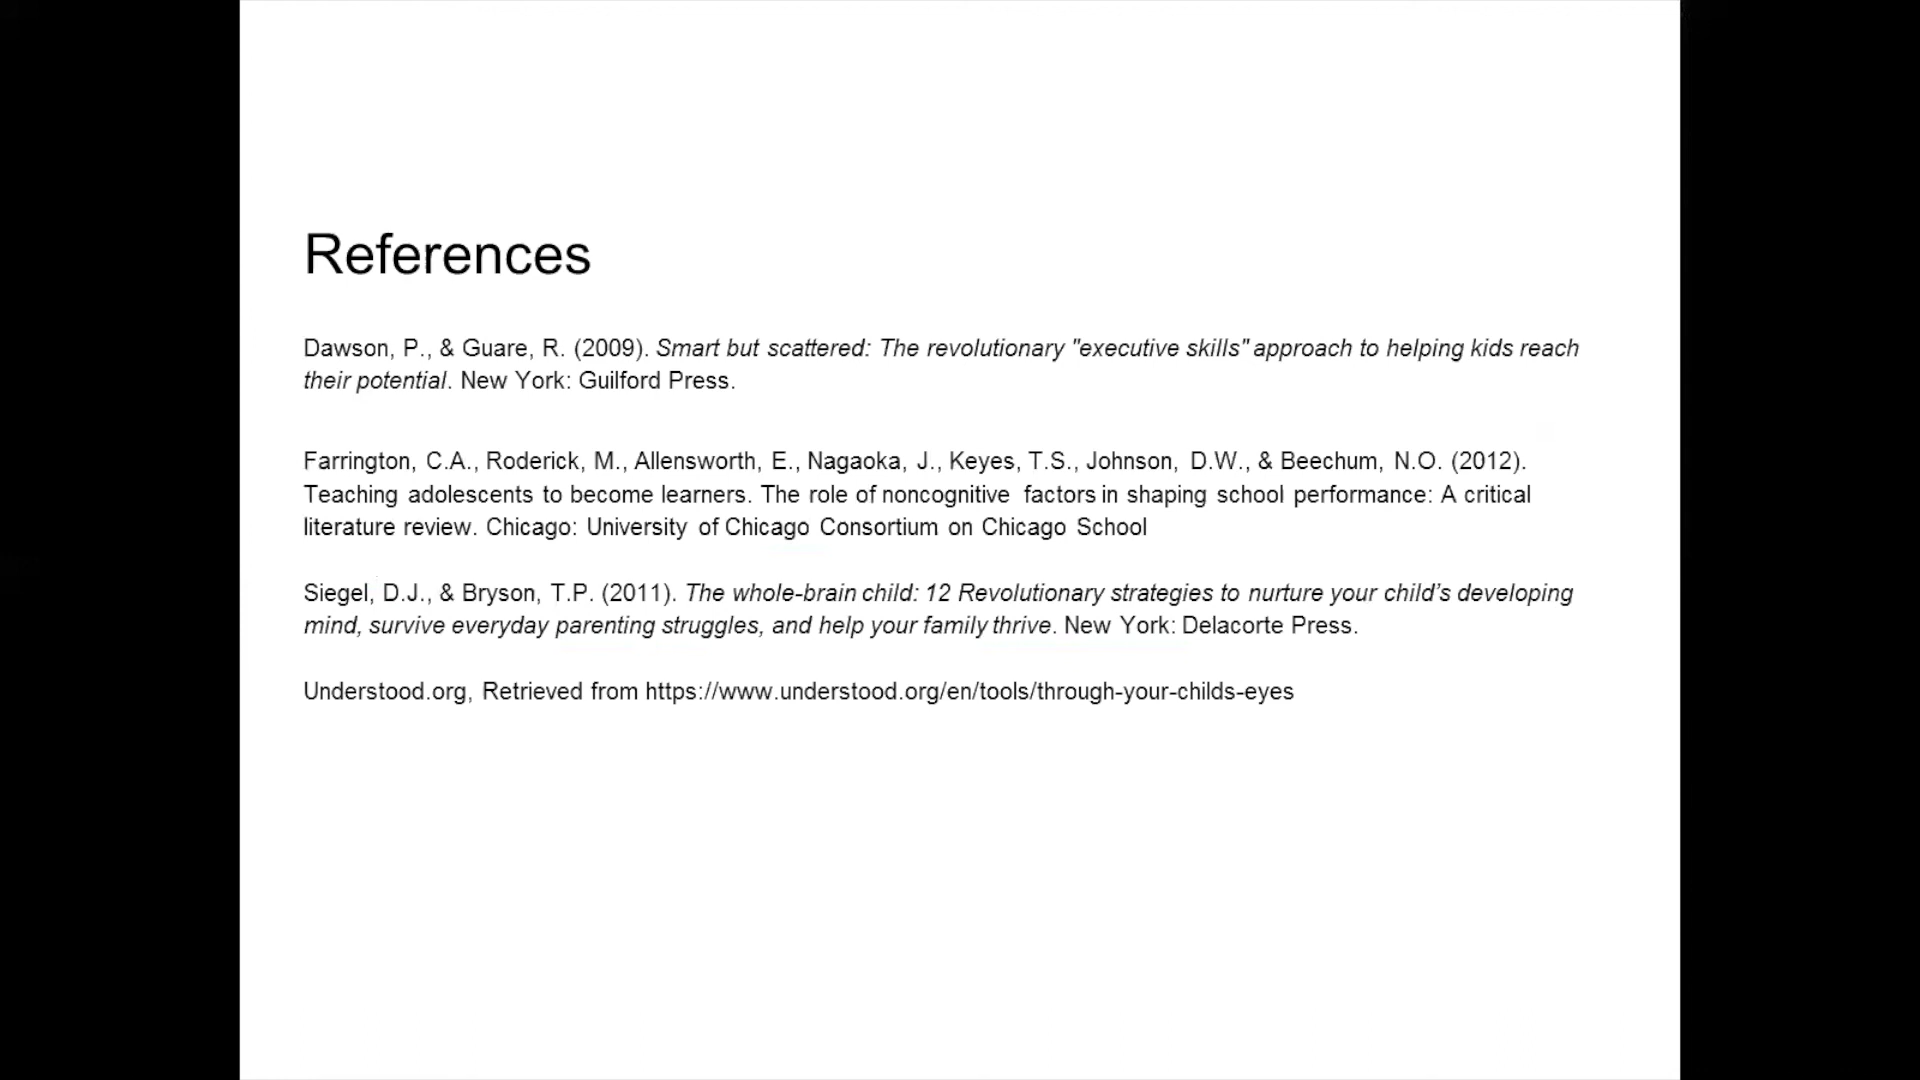 References
Dawson, P., & Guare, R. (2009). Smart but scattered: The revolutionary "executive skills" approach to helping kids reach
their potential. New York: Guilford Press.
Farrington, C.A., Roderick, M., Allensworth, E., Nagaoka, J., Keyes, T.S., Johnson, D.W., & Beechum, N.O. (2012).
Teaching adolescents to become learners. The role of noncognitive factors in shaping school performance: A critical
literature review. Chicago: University of Chicago Consortium on Chicago School
Siegel, D.J., & Bryson, T.P. (2011). The whole-brain child: 12 Revolutionary strategies to nurture your child’s developing
mind, survive everyday parenting struggles, and help your family thrive. New York: Delacorte Press.
Understood.org, Retrieved from https://www.understood.org/en/tools/through-your-childs-eyes